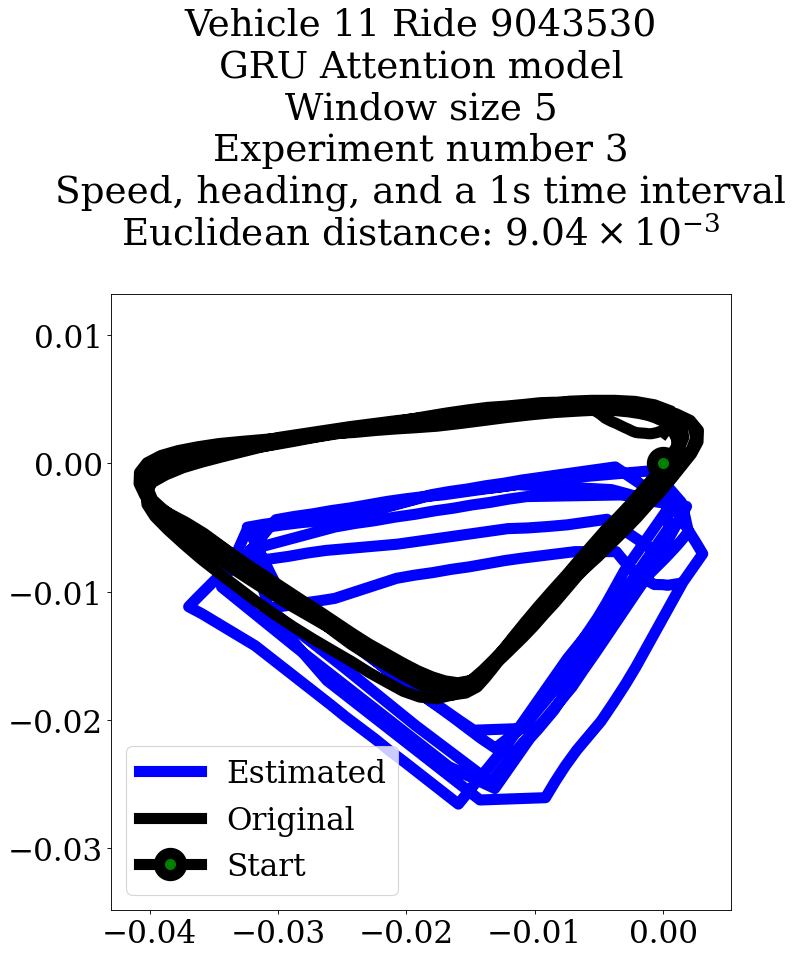 Vehicle 11 Ride 9043530
GRU Attention model
Window size 5
Experiment number 3
Speed, heading, and a 1s time interval
Euclidean distance: 9.04 × 10⁻³
0.01
0.00
−0.01
−0.02
−0.03
Estimated
Original
Start
−0.04 −0.03 −0.02 −0.01 0.00